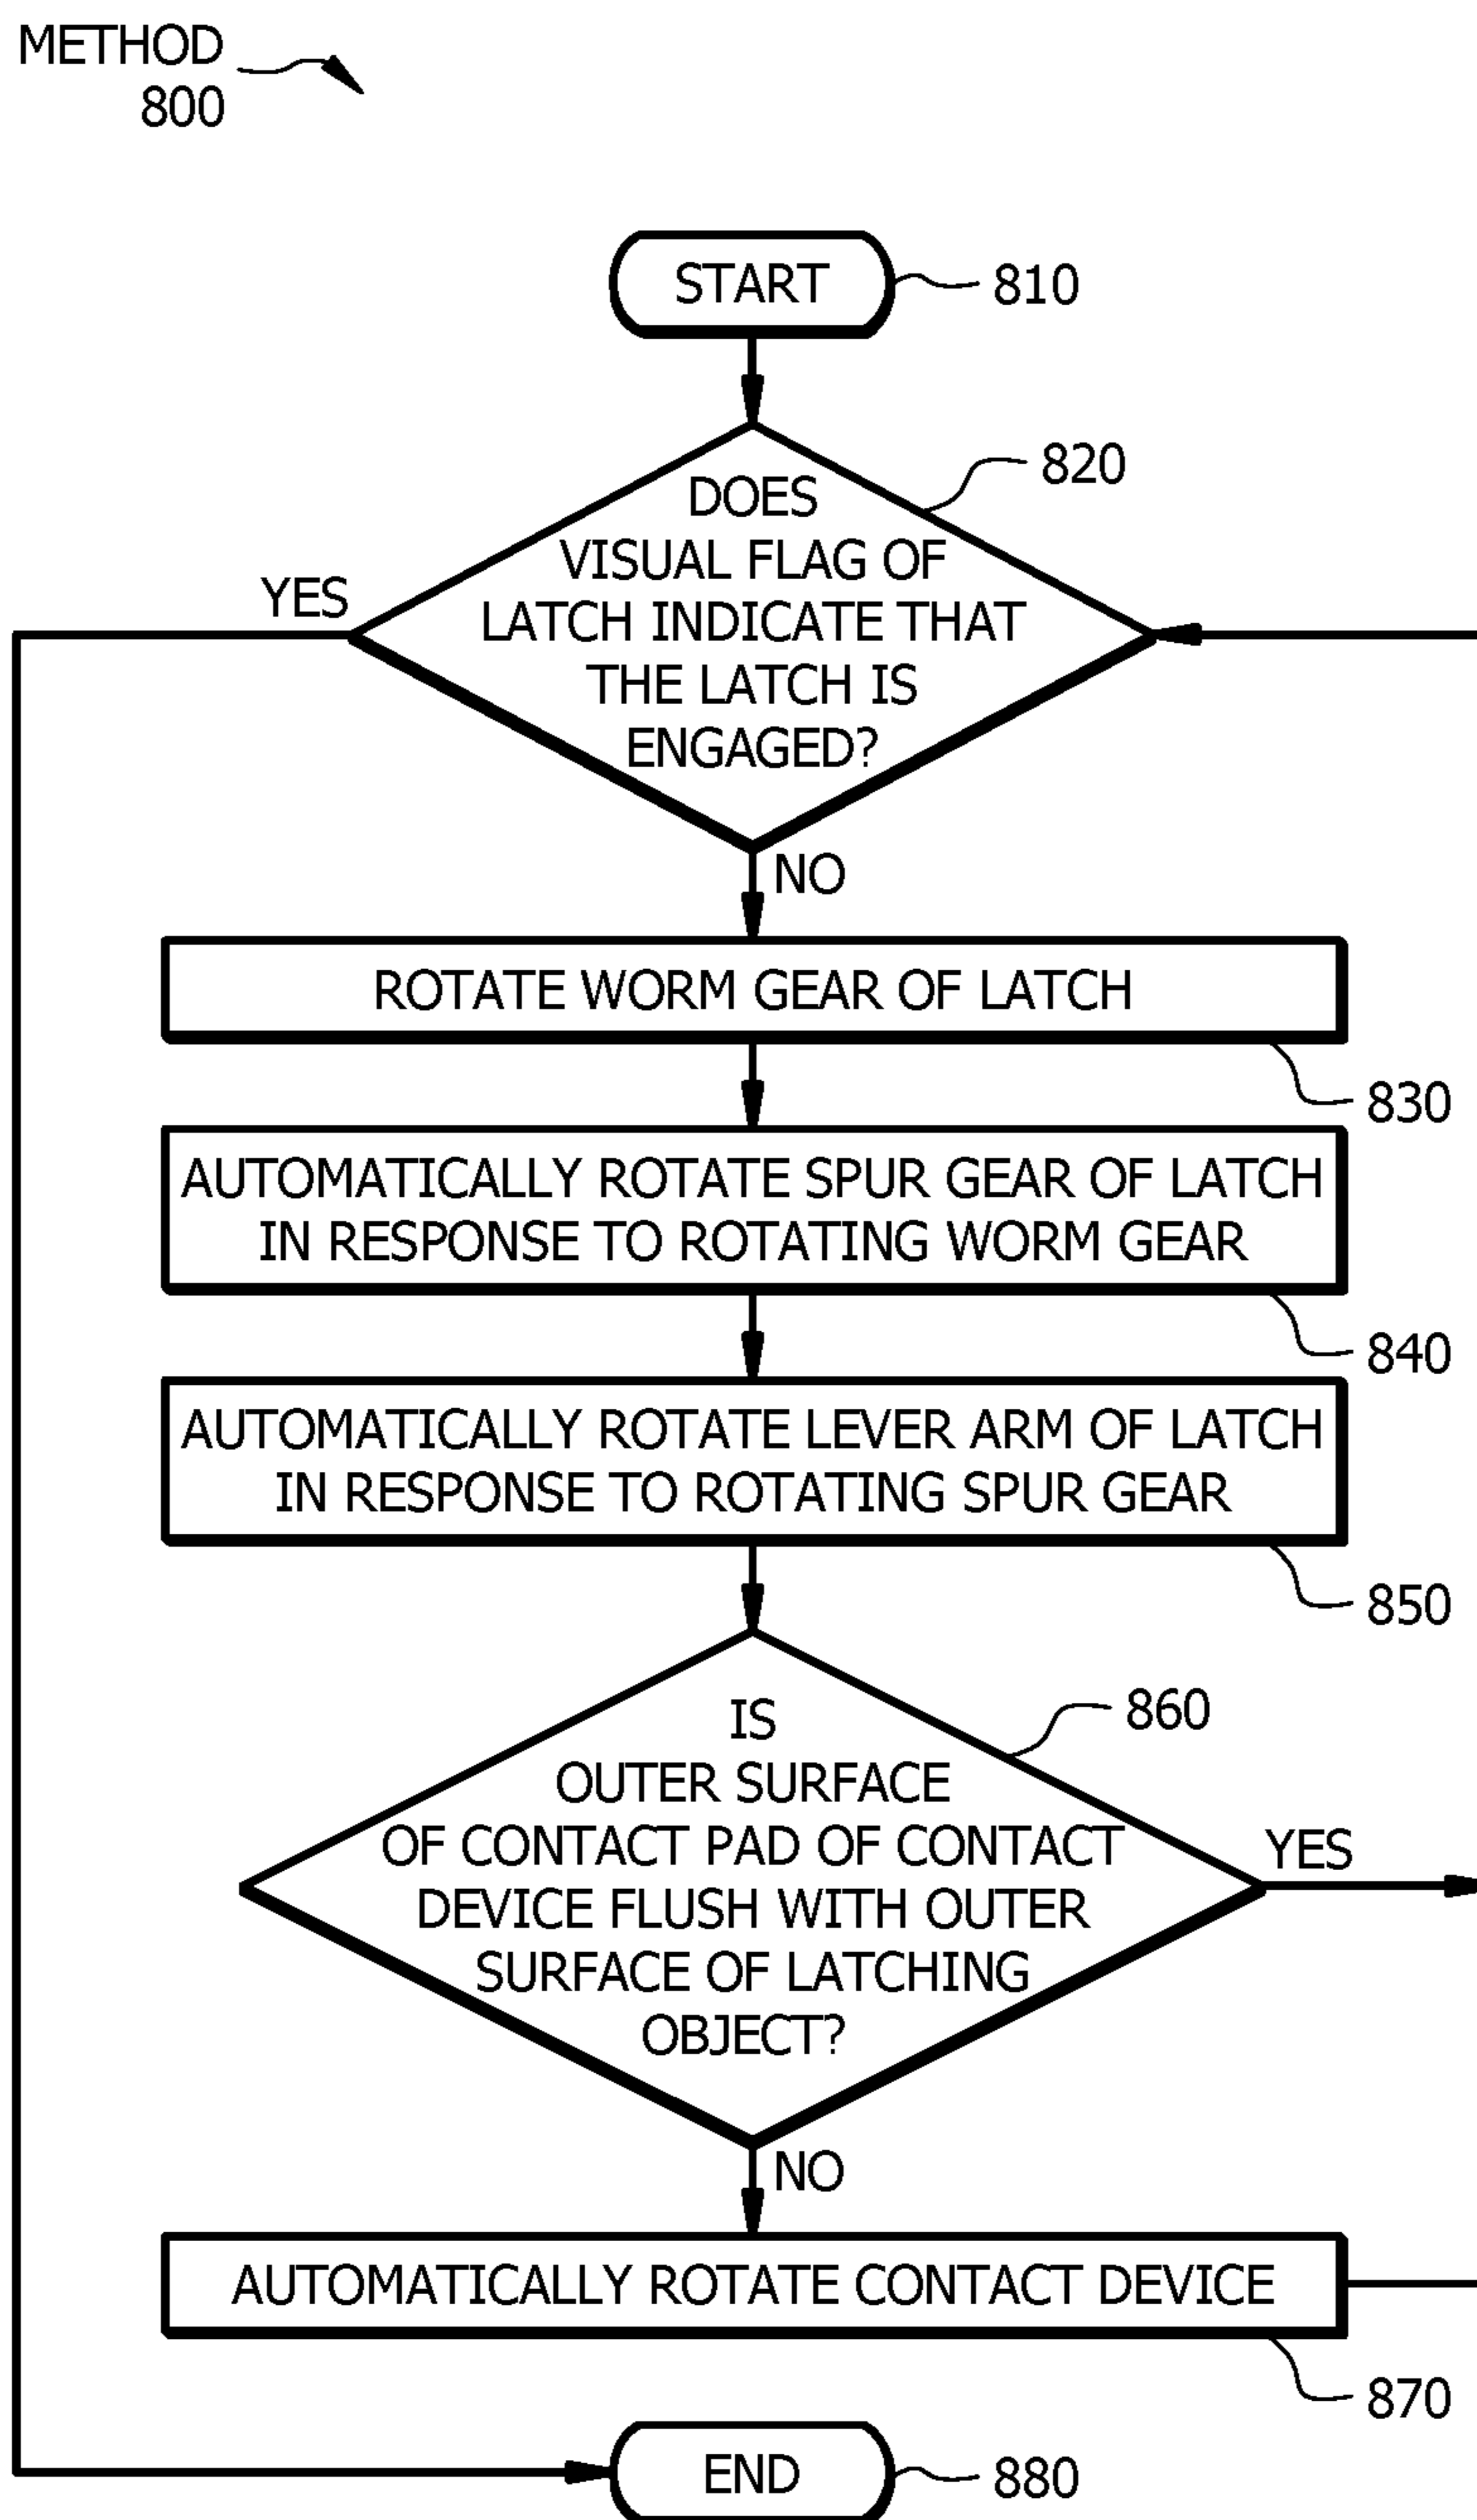 METHOD
800
START
810
820
DOES
VISUAL FLAG OF
LATCH INDICATE THAT
THE LATCH IS
ENGAGED?
YES
NO
ROTATE WORM GEAR OF LATCH
830
AUTOMATICALLY ROTATE SPUR GEAR OF LATCH
IN RESPONSE TO ROTATING WORM GEAR
840
AUTOMATICALLY ROTATE LEVER ARM OF LATCH
IN RESPONSE TO ROTATING SPUR GEAR
850
860
IS
OUTER SURFACE
OF CONTACT PAD OF CONTACT
DEVICE FLUSH WITH OUTER
SURFACE OF LATCHING
OBJECT?
YES
NO
AUTOMATICALLY ROTATE CONTACT DEVICE
870
END
880